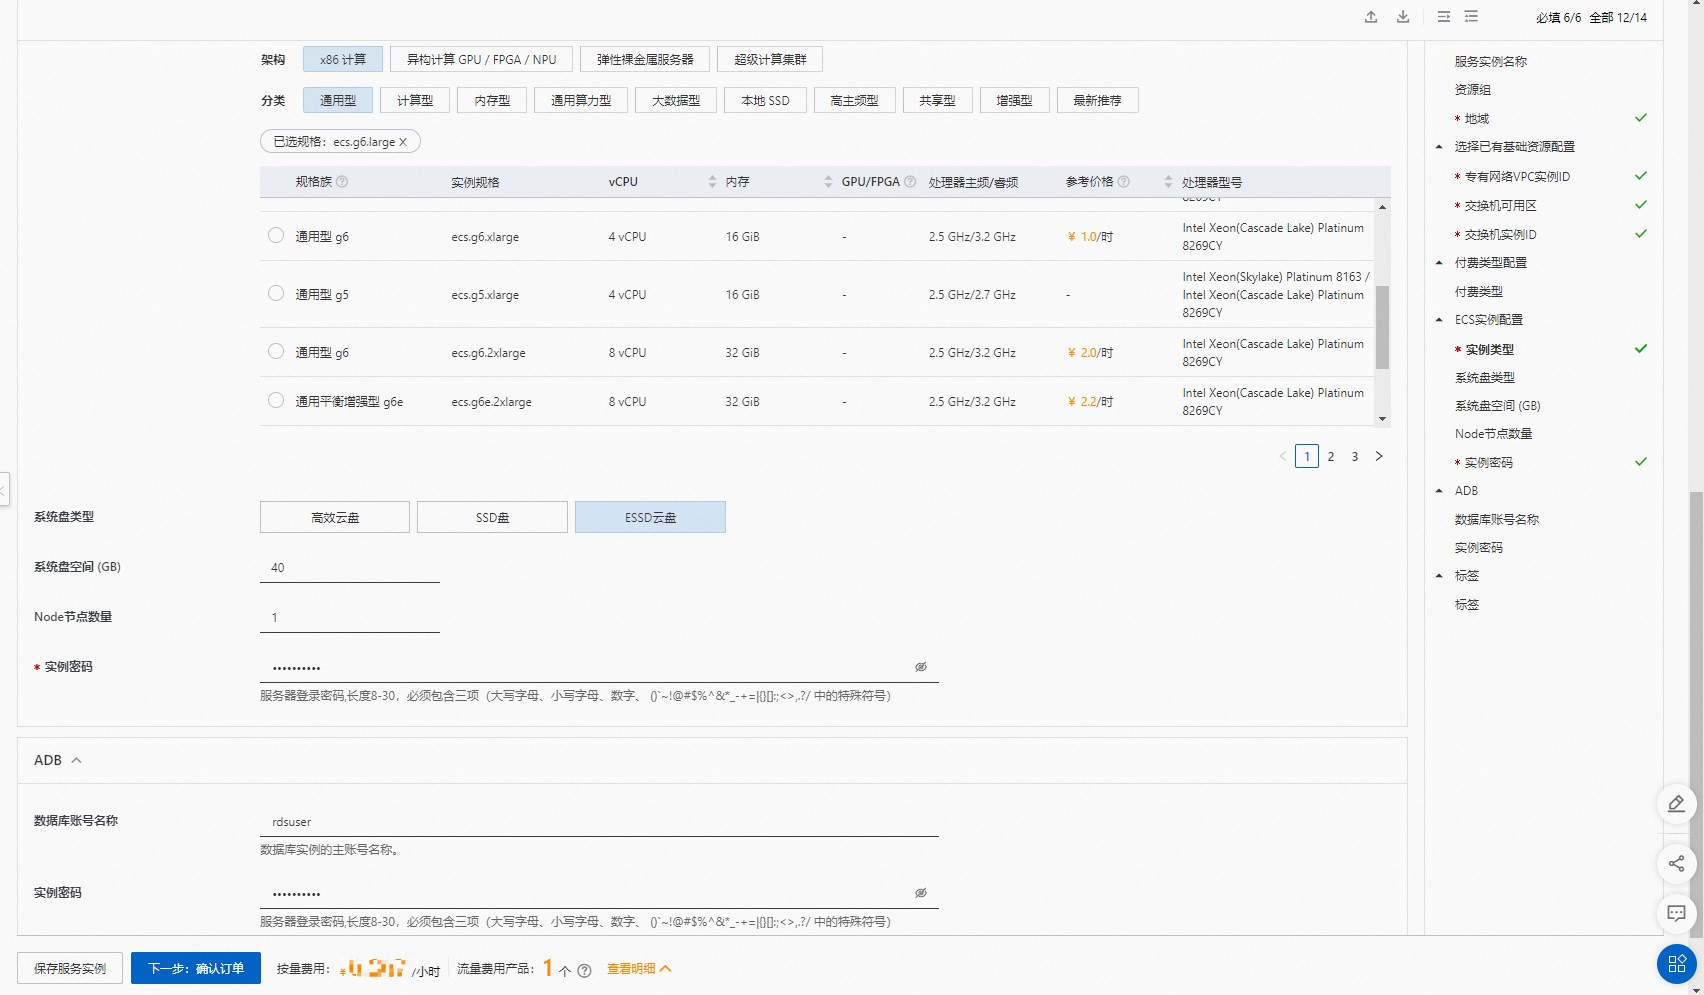 必填 6/6 全部 12/14
架构 x86 计算 异构计算 GPU / FPGA / NPU 弹性裸金属服务器 超级计算集群
分类 通用型 计算型 内存型 通用算力型 大数据型 本地 SSD 高主频型 共享型 增强型 最新推荐
已选规格：ecs.g6.large
规格族 实例规格 vCPU 内存 GPU/FPGA 处理器主频/睿频 参考价格 处理器型号
8269CY
通用型 g6 ecs.g6.xlarge 4 vCPU 16 GiB - 2.5 GHz/3.2 GHz ¥ 1.0/时 Intel Xeon(Cascade Lake) Platinum
8269CY
通用型 g5 ecs.g5.xlarge 4 vCPU 16 GiB - 2.5 GHz/2.7 GHz - Intel Xeon(Skylake) Platinum 8163 /
Intel Xeon(Cascade Lake) Platinum
8269CY
通用型 g6 ecs.g6.2xlarge 8 vCPU 32 GiB - 2.5 GHz/3.2 GHz ¥ 2.0/时 Intel Xeon(Cascade Lake) Platinum
8269CY
通用平衡增强型 g6e ecs.g6e.2xlarge 8 vCPU 32 GiB - 2.5 GHz/3.2 GHz ¥ 2.2/时 Intel Xeon(Cascade Lake) Platinum
8269CY
1 2 3
系统盘类型 高效云盘 SSD盘 ESSD云盘
系统盘空间 (GB) 40
Node节点数量 1
* 实例密码 ••••••••••
服务器登录密码,长度8-30，必须包含三项（大写字母、小写字母、数字、 ()`~!@#$%^&*_-+=|{}[]:;<>,.?/ 中的特殊符号）
ADB
数据库账号名称 rdsuser
数据库实例的主账号名称。
实例密码 ••••••••••
服务器登录密码,长度8-30，必须包含三项（大写字母、小写字母、数字、 ()`~!@#$%^&*_-+=|{}[]:;<>,.?/ 中的特殊符号）
保存服务实例 下一步：确认订单 按量费用： ¥ /小时 流量费用产品： 1 个 查看明细
服务实例名称
资源组
* 地域
选择已有基础资源配置
* 专有网络VPC实例ID
* 交换机可用区
* 交换机实例ID
付费类型配置
付费类型
ECS实例配置
* 实例类型
系统盘类型
系统盘空间 (GB)
Node节点数量
* 实例密码
ADB
数据库账号名称
实例密码
标签
标签